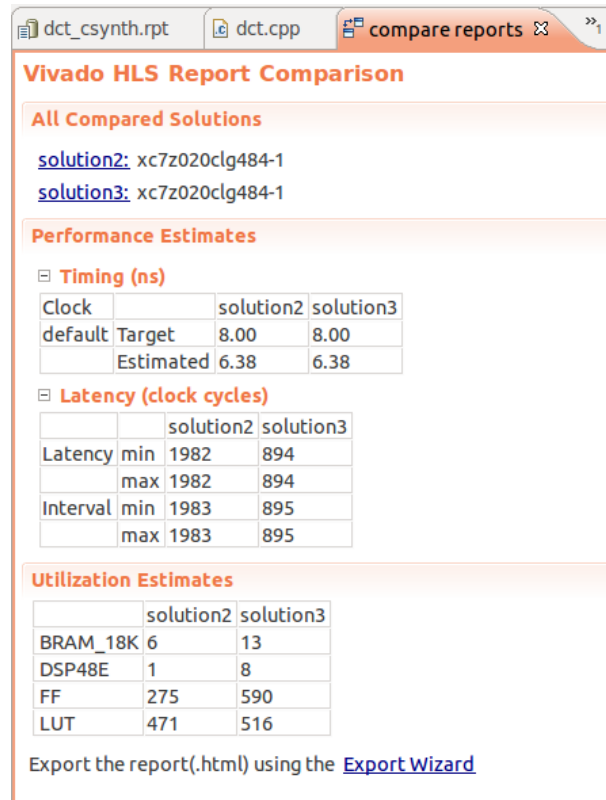 dct_csynth.rpt dct.cpp compare reports »1
Vivado HLS Report Comparison
All Compared Solutions
solution2: xc7z020clg484-1
solution3: xc7z020clg484-1
Performance Estimates
Timing (ns)
Clock solution2 solution3
default Target 8.00 8.00
Estimated 6.38 6.38
Latency (clock cycles)
solution2 solution3
Latency min 1982 894
max 1982 894
Interval min 1983 895
max 1983 895
Utilization Estimates
solution2 solution3
BRAM_18K 6 13
DSP48E 1 8
FF 275 590
LUT 471 516
Export the report(.html) using the Export Wizard